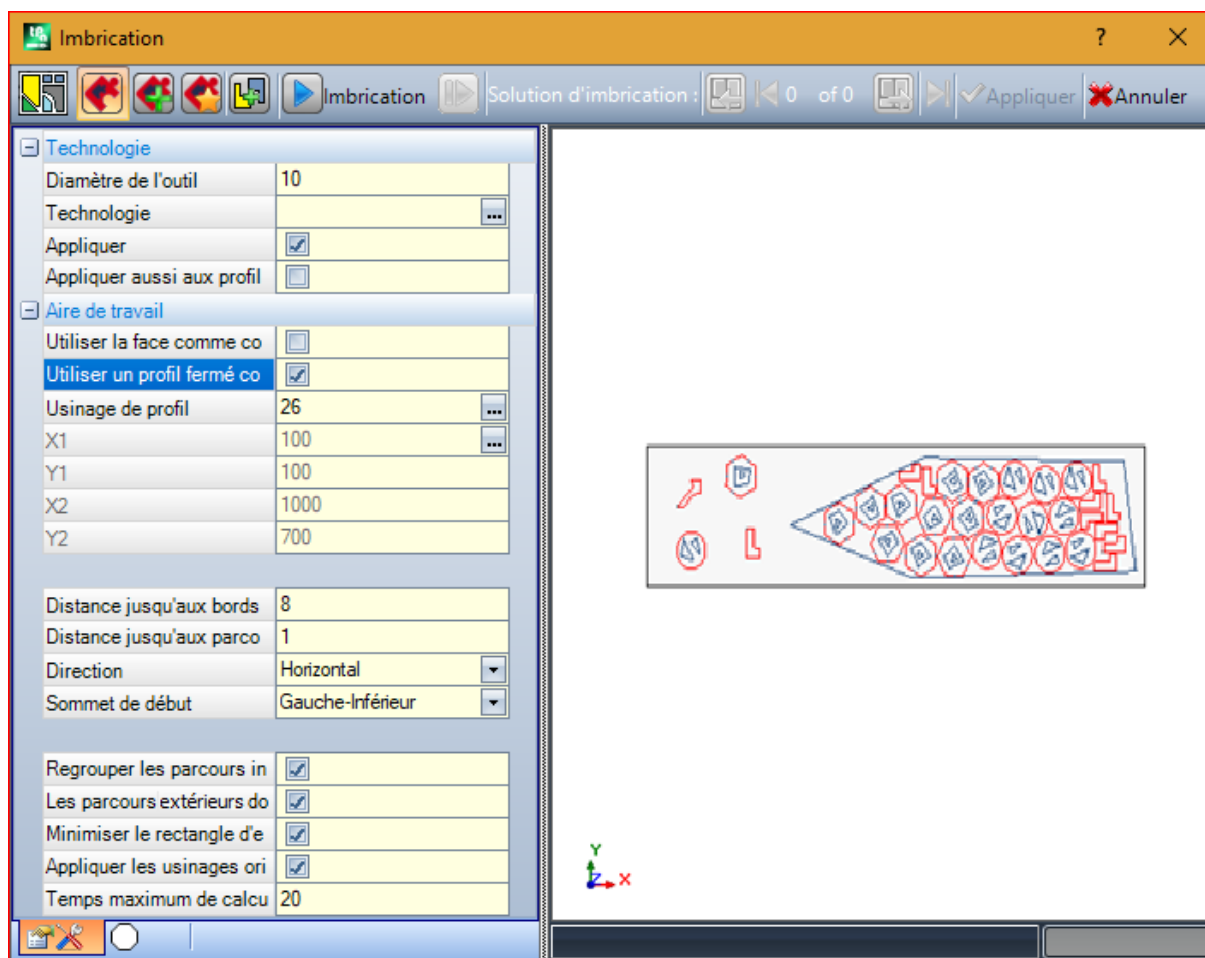 Imbrication
?
Imbrication
Solution d'imbrication :
0 of 0
Appliquer
Annuler
Technologie
Diamètre de l'outil 10
Technologie ...
Appliquer
Appliquer aussi aux profil
Aire de travail
Utiliser la face comme co
Utiliser un profil fermé co
Usinage de profil 26 ...
X1 100 ...
Y1 100
X2 1000
Y2 700
Distance jusqu'aux bords 8
Distance jusqu'aux parco 1
Direction Horizontal
Sommet de début Gauche-Inférieur
Regrouper les parcours in
Les parcours extérieurs do
Minimiser le rectangle d'e
Appliquer les usinages ori
Temps maximum de calcu 20
Y
Z X